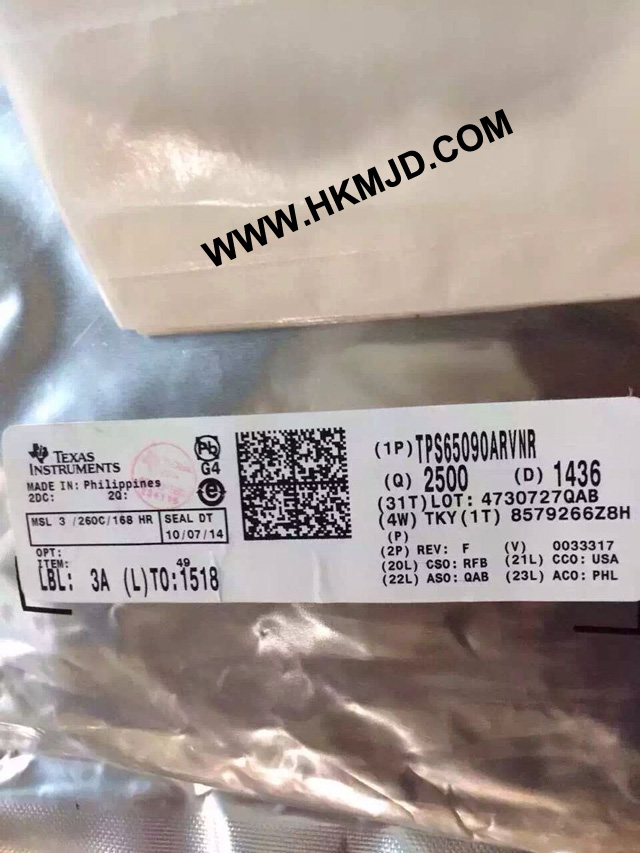 WWW.HKMJD.COM
TEXAS
INSTRUMENTS
MADE IN: Philippines
2DC: 2Q:
Pb
G4
e
MSL 3 /260C/168 HR SEAL DT
10/07/14
OPT:
ITEM: 49
LBL: 3A (L)TO:1518
(1P) TPS65090ARVNR
(Q) 2500 (D) 1436
(31T) LOT: 4730727QAB
(4W) TKY (1T) 8579266Z8H
(P)
(2P) REV: F (V) 0033317
(20L) CSO: RFB (21L) CCO: USA
(22L) ASO: QAB (23L) ACO: PHL